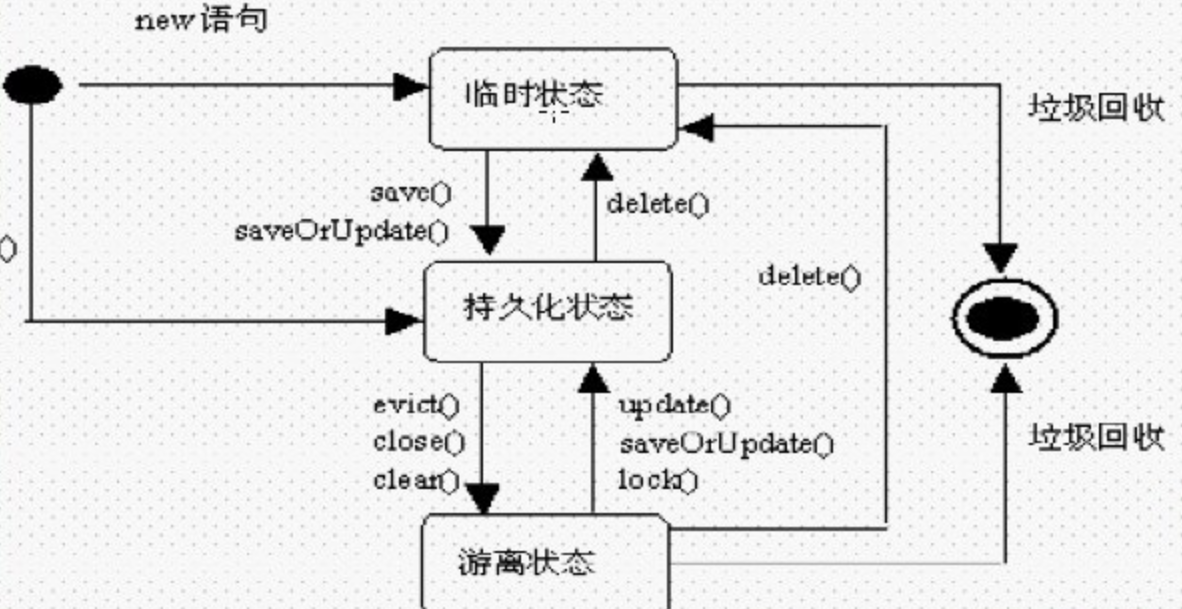 new语句
临时状态
垃圾回收
save()
delete()
saveOrUpdate()
)
delete()
持久化状态
evict()
update()
close()
saveOrUpdate()
垃圾回收
clear()
lock()
游离状态